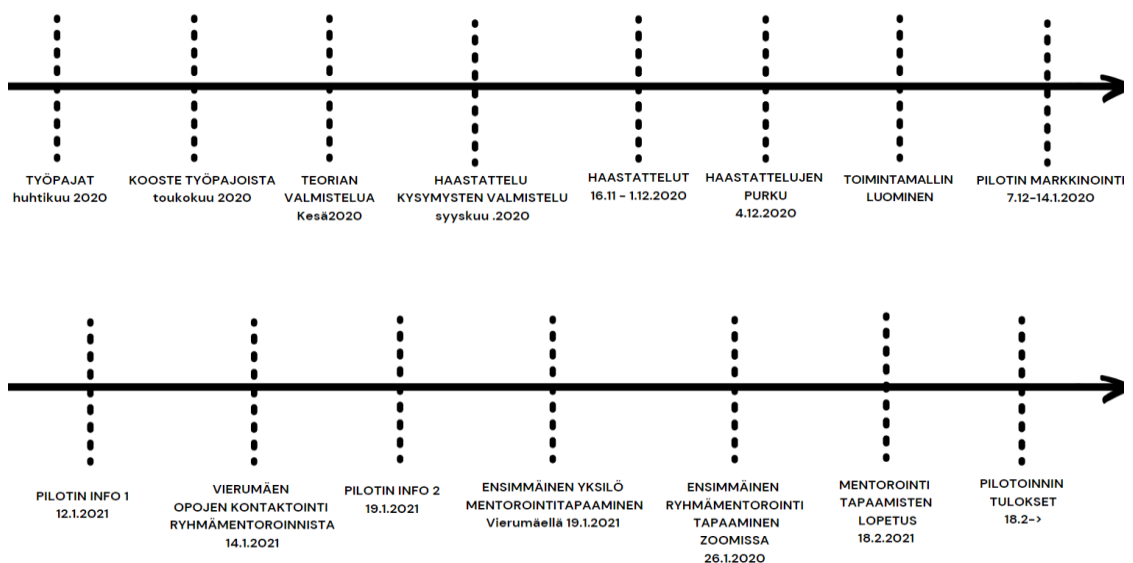 TYÖPAJAT
huhtikuu 2020
KOOSTE TYÖPAJOISTA
toukokuu 2020
TEORIAN
VALMISTELUA
Kesä2020
HAASTATTELU
KYSYMYSTEN VALMISTELU
syyskuu .2020
HAASTATTELUT
16.11 - 1.12.2020
HAASTATTELUJEN
PURKU
4.12.2020
TOIMINTAMALLIN
LUOMINEN
PILOTIN MARKKINOINTI
7.12-14.1.2020
PILOTIN INFO 1
12.1.2021
VIERUMÄEN
OPOJEN KONTAKTOINTI
RYHMÄMENTOROINNISTA
14.1.2021
PILOTIN INFO 2
19.1.2021
ENSIMMÄINEN YKSILÖ
MENTOROINTITAPAAMINEN
Vierumäellä 19.1.2021
ENSIMMÄINEN
RYHMÄMENTOROINTI
TAPAAMINEN
ZOOMISSA
26.1.2020
MENTOROINTI
TAPAAMISTEN
LOPETUS
18.2.2021
PILOTOINNIN
TULOKSET
18.2->